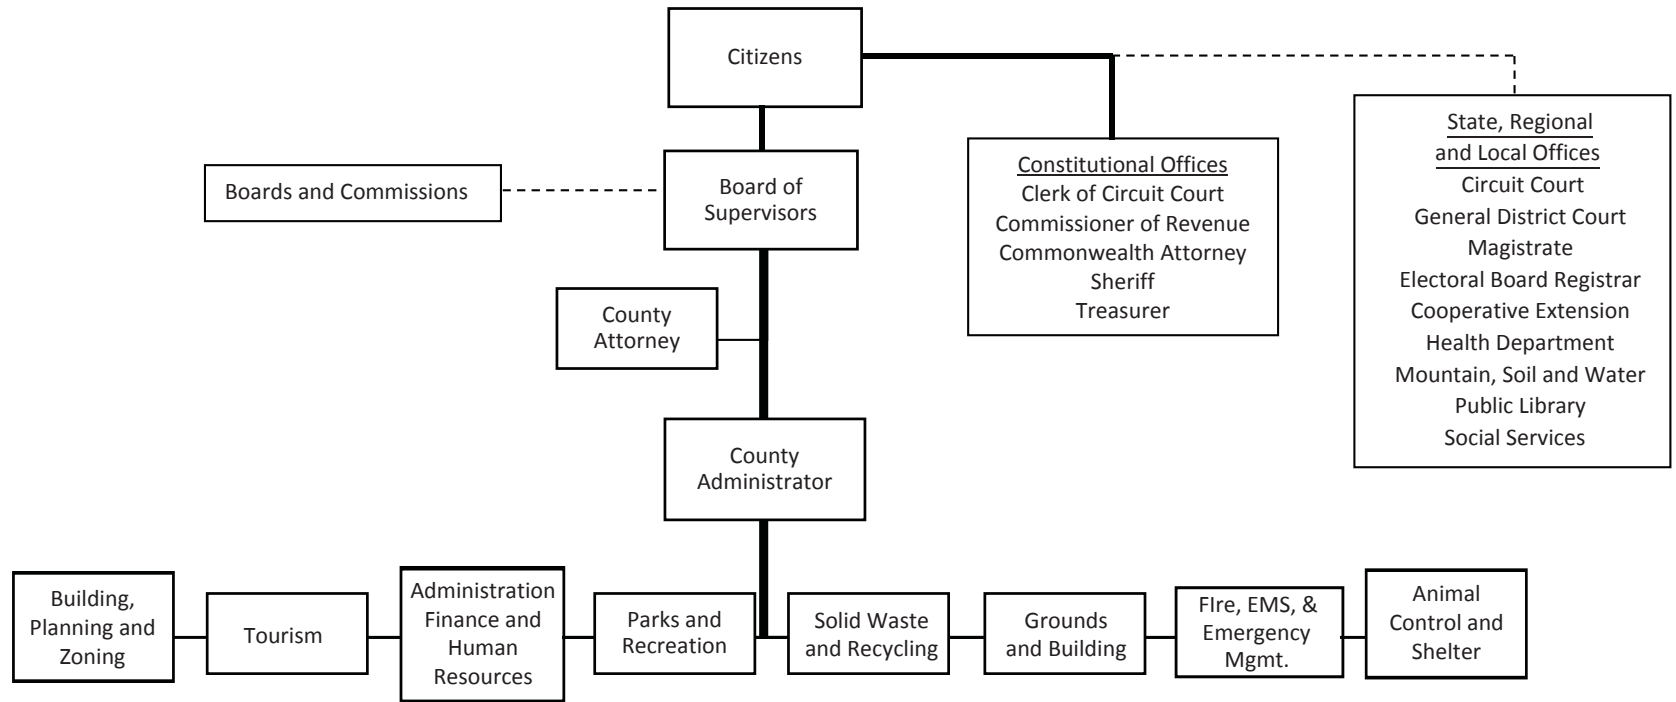 Citizens
State, Regional
and Local Offices
Circuit Court
General District Court
Magistrate
Electoral Board Registrar
Cooperative Extension
Health Department
Mountain, Soil and Water
Public Library
Social Services
Constitutional Offices
Clerk of Circuit Court
Commissioner of Revenue
Commonwealth Attorney
Sheriff
Treasurer
Boards and Commissions
Board of
Supervisors
County
Attorney
County
Administrator
Building,
Planning and
Zoning
Tourism
Administration
Finance and
Human
Resources
Parks and
Recreation
Solid Waste
and Recycling
Grounds
and Building
FIre, EMS, &
Emergency
Mgmt.
Animal
Control and
Shelter